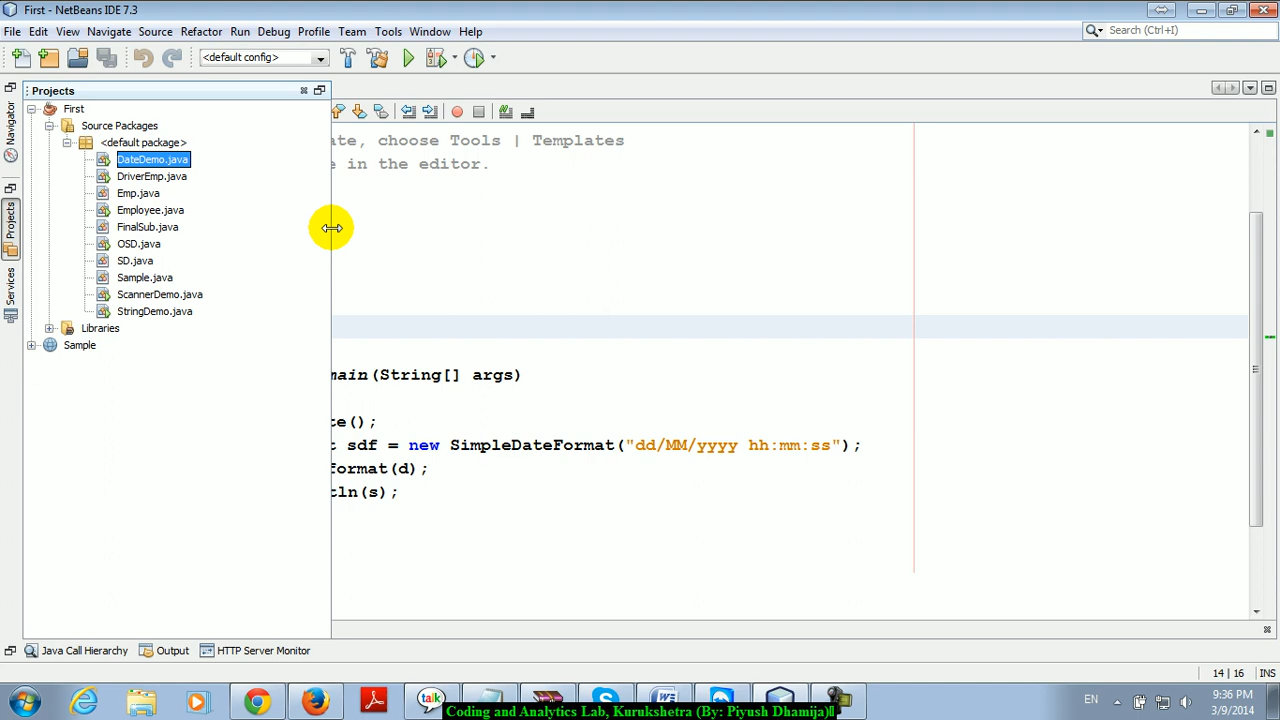 First - NetBeans IDE 7.3
File Edit View Navigate Source Refactor Run Debug Profile Team Tools Window Help
Search (Ctrl+I)
<default config>
Projects
First
Source Packages
<default package>
DateDemo.java
DriverEmp.java
Emp.java
Employee.java
FinalSub.java
OSD.java
SD.java
Sample.java
ScannerDemo.java
StringDemo.java
Libraries
Sample
Navigator
Projects
Services
ate, choose Tools | Templates
e in the editor.
main(String[] args)
te();
t sdf = new SimpleDateFormat("dd/MM/yyyy hh:mm:ss");
format(d);
tln(s);
Java Call Hierarchy Output HTTP Server Monitor
14 | 16 INS
talk
EN
9:36 PM
3/9/2014
Coding and Analytics Lab, Kurukshetra (By: Piyush Dhamija)